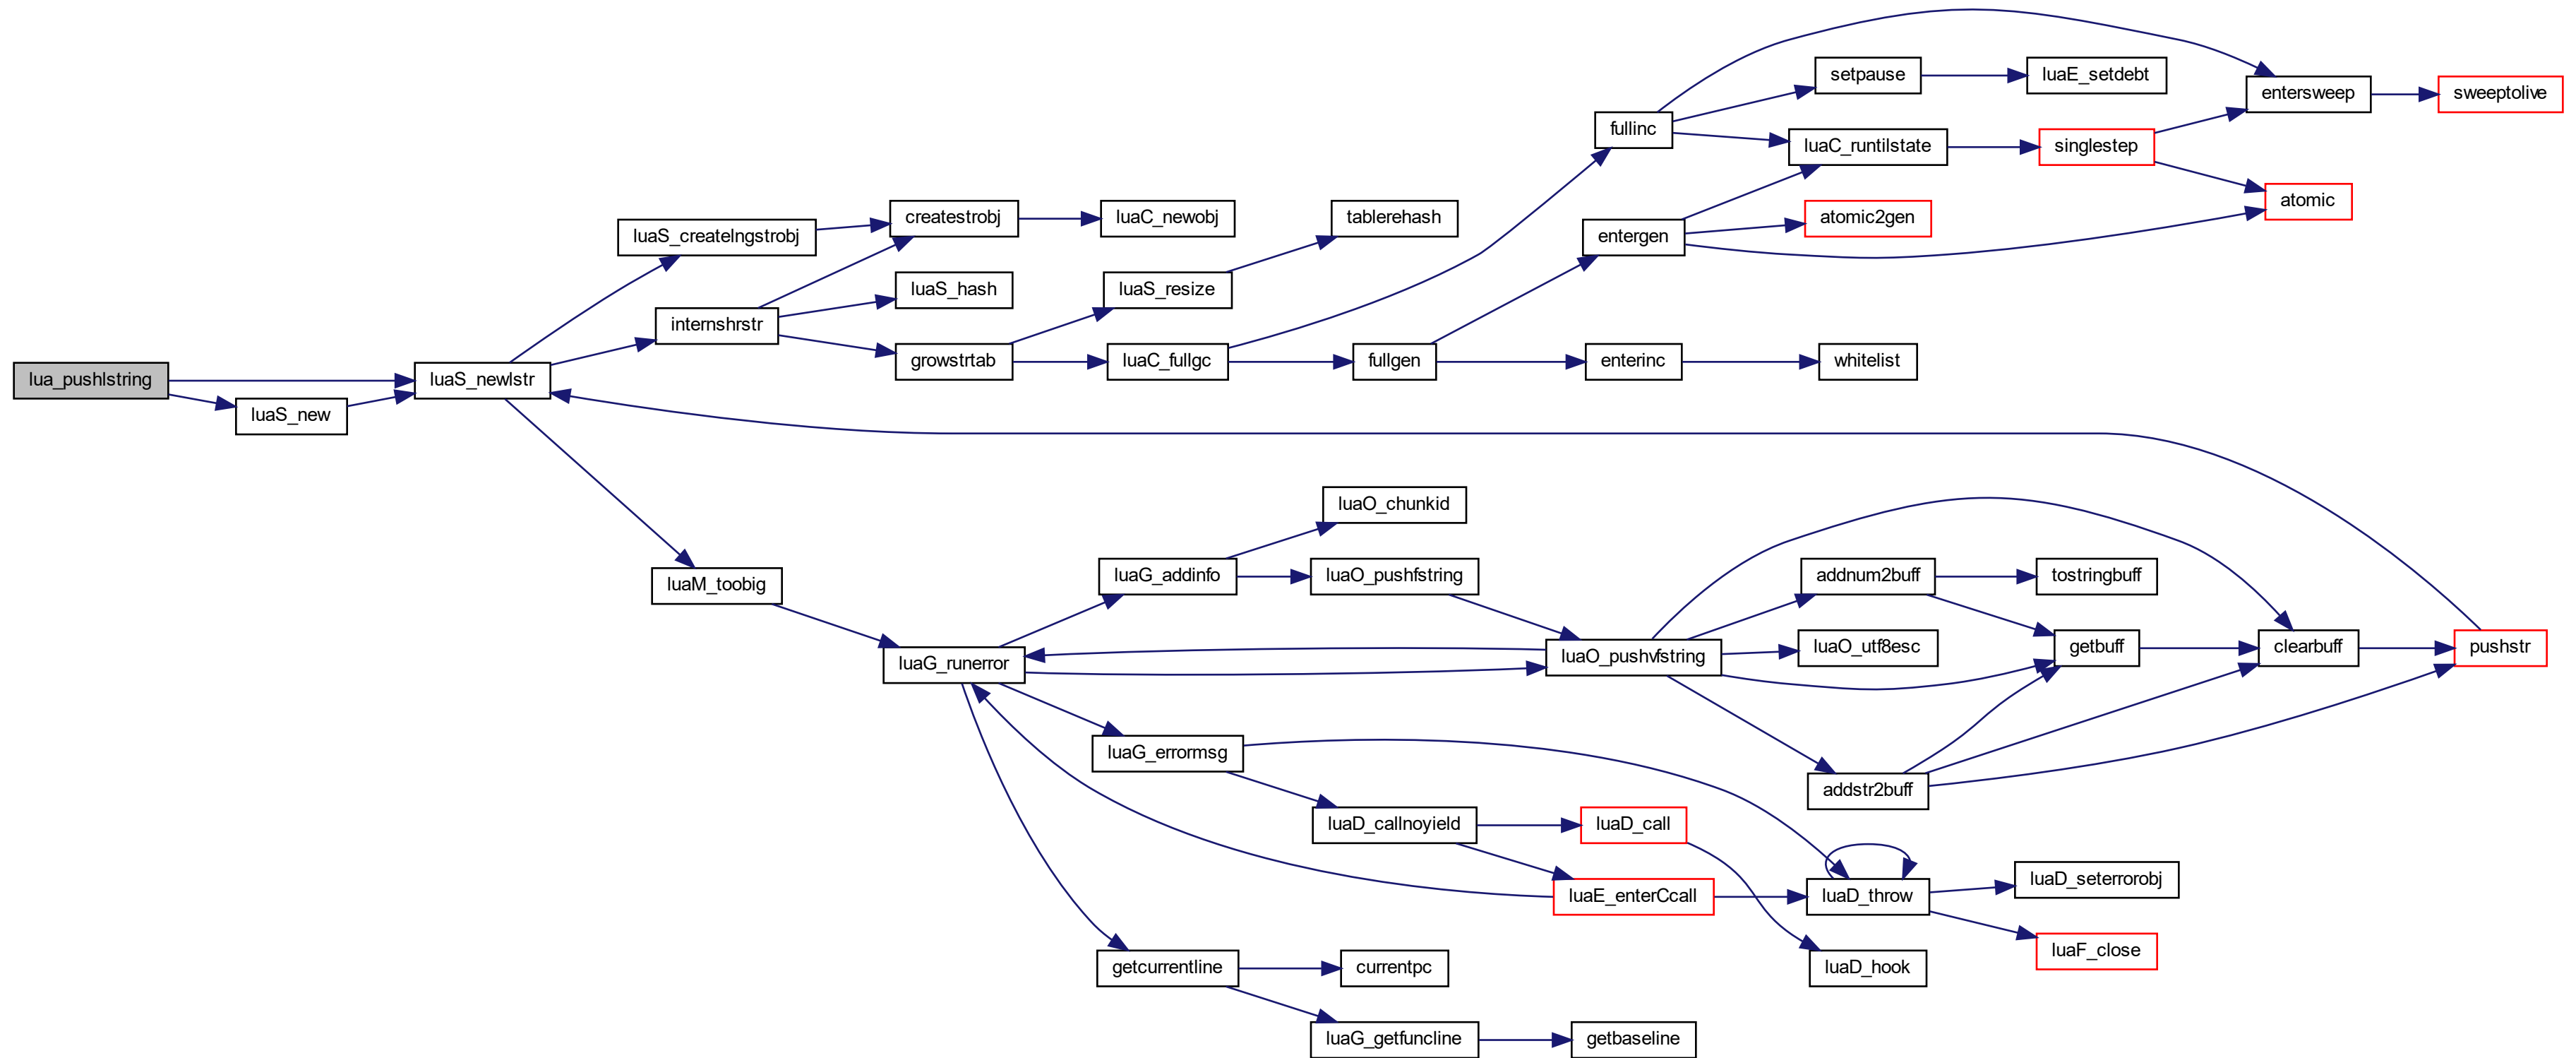 lua_pushlstring
luaS_newlstr
luaS_new
luaS_createlngstrobj
internshrstr
createstrobj
luaC_newobj
luaS_hash
growstrtab
luaS_resize
tablerehash
luaC_fullgc
fullgen
fullinc
entergen
enterinc
whitelist
setpause
luaE_setdebt
luaC_runtilstate
singlestep
atomic2gen
entersweep
sweeptolive
atomic
luaM_toobig
luaG_runerror
luaG_addinfo
luaO_chunkid
luaO_pushfstring
luaO_pushvfstring
addnum2buff
tostringbuff
luaO_utf8esc
getbuff
clearbuff
pushstr
addstr2buff
luaG_errormsg
luaD_callnoyield
luaD_call
luaE_enterCcall
luaD_throw
luaD_seterrorobj
luaF_close
luaD_hook
getcurrentline
currentpc
luaG_getfuncline
getbaseline